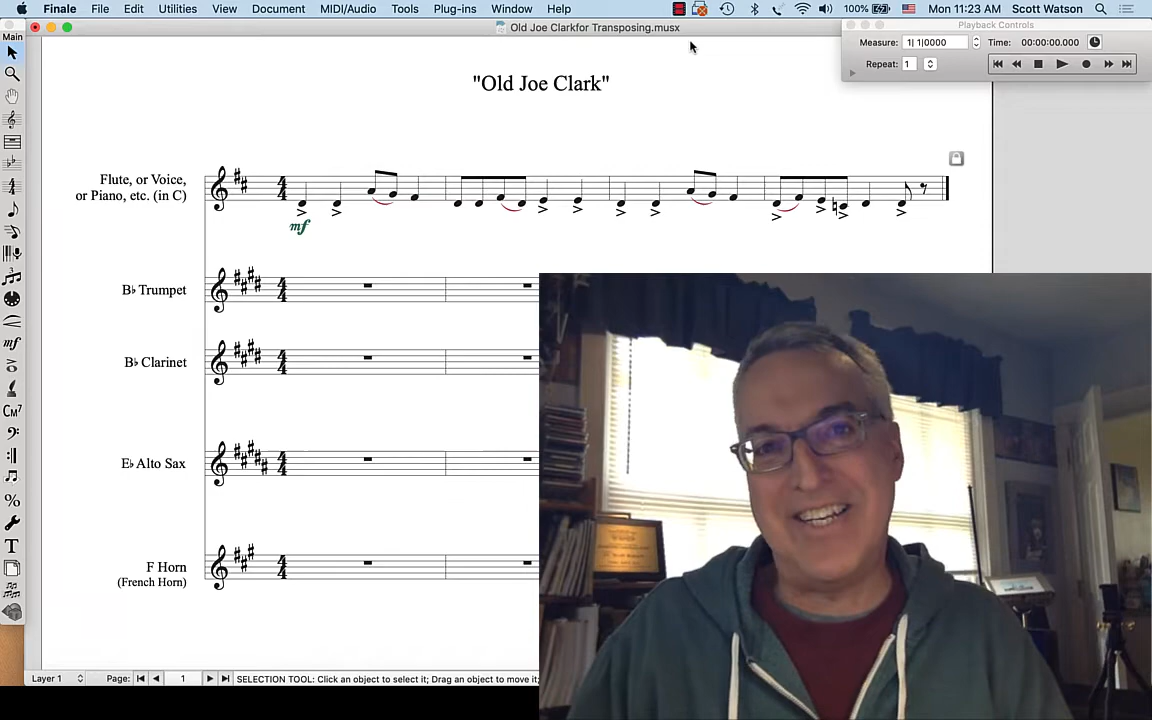 Finale File Edit Utilities View Document MIDI/Audio Tools Plug-ins Window Help 100% Mon 11:23 AM Scott Watson
Old Joe Clarkfor Transposing.musx
Playback Controls
Measure: 1| 1|0000 Time: 00:00:00.000
Repeat: 1
Main
"Old Joe Clark"
Flute, or Voice,
or Piano, etc. (in C)
mf
B♭ Trumpet
B♭ Clarinet
mf
CM7
E♭ Alto Sax
%
T
F Horn
(French Horn)
Layer 1 Page: 1 SELECTION TOOL: Click an object to select it; Drag an object to move it;